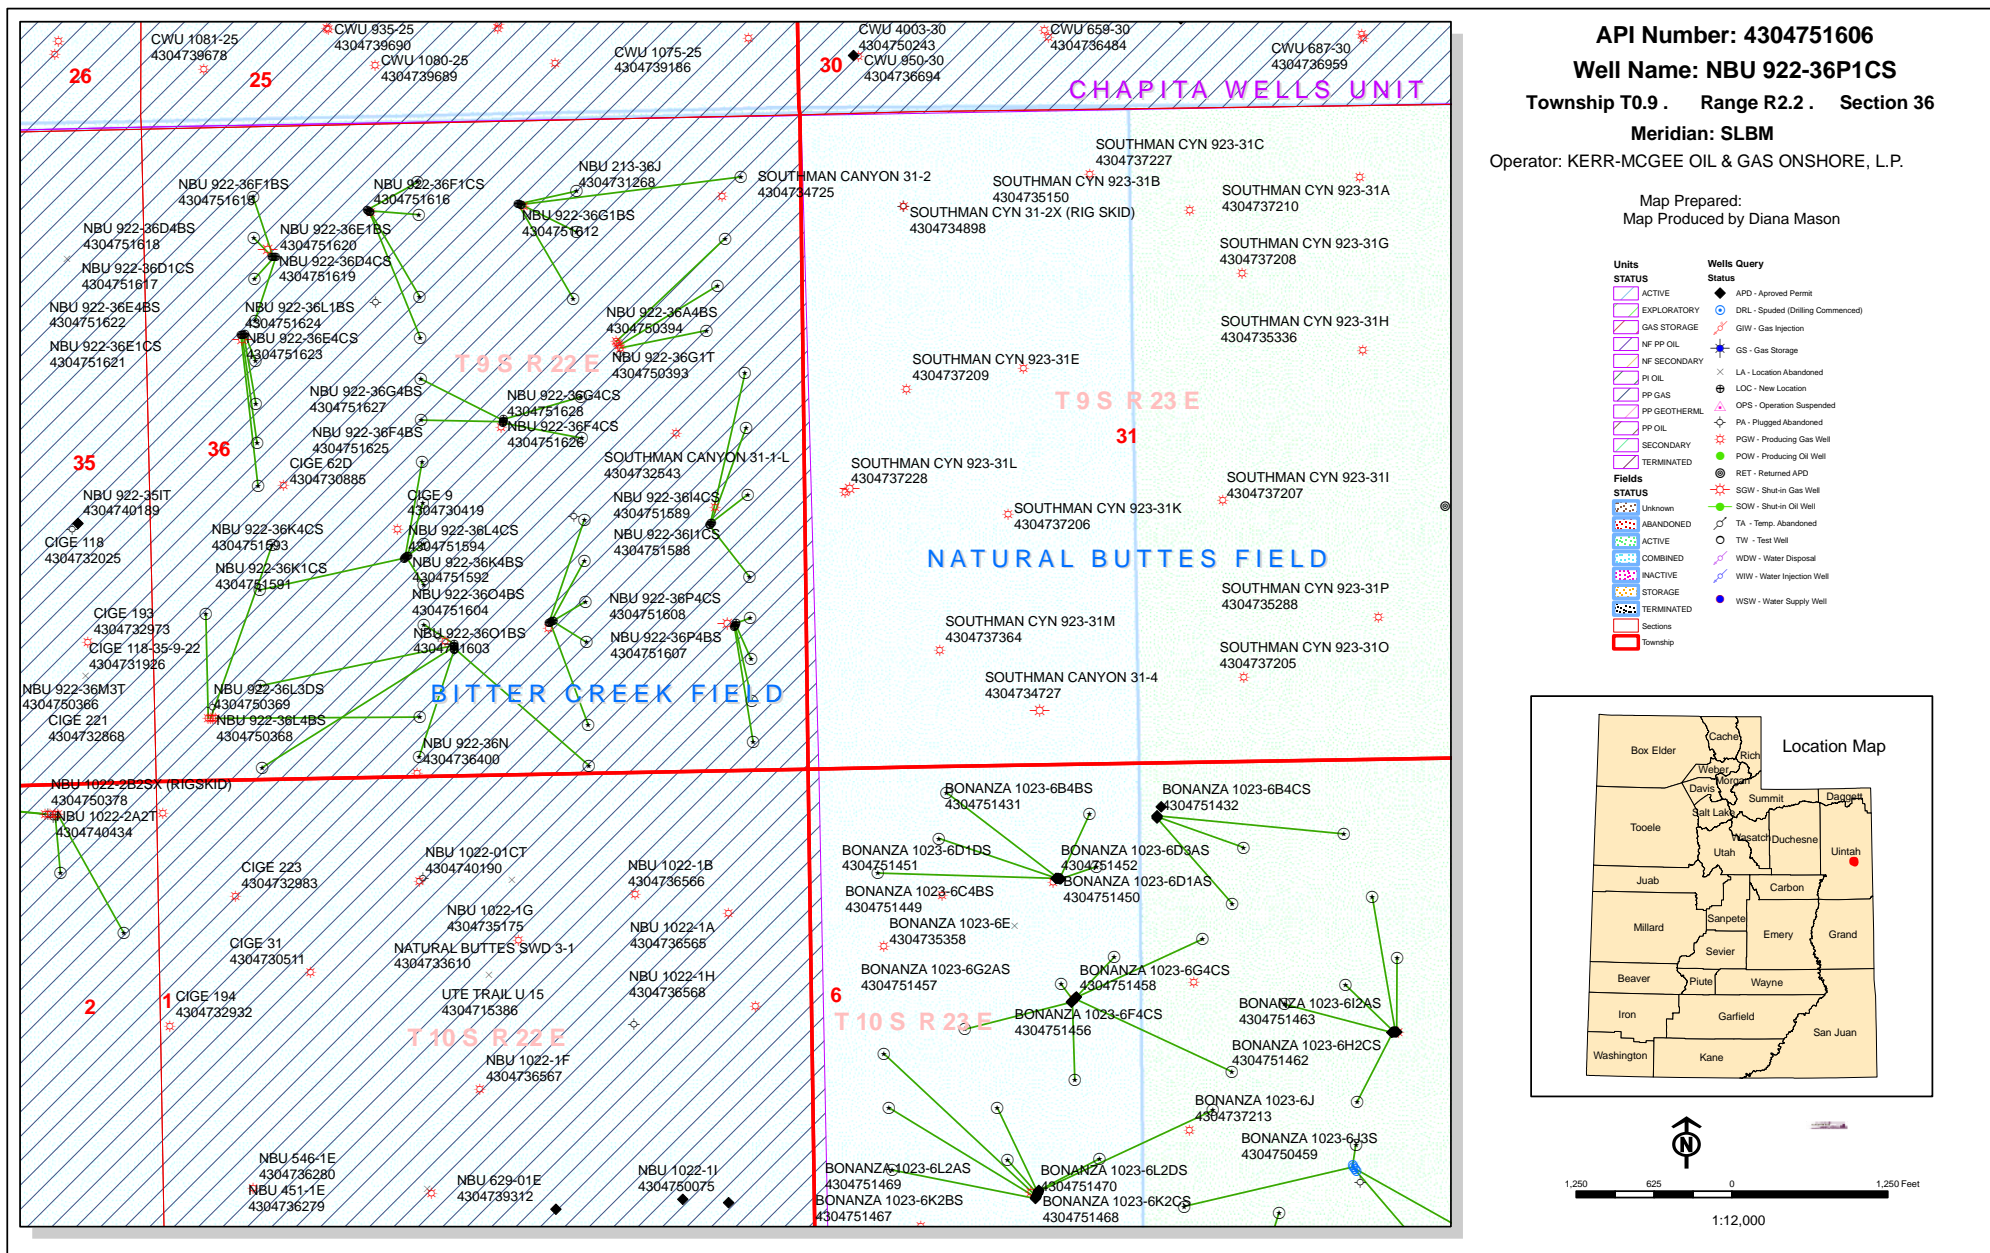 API Number: 4304751606
Well Name: NBU 922-36P1CS
Township T0.9 . Range R2.2 . Section 36
Meridian: SLBM
Operator: KERR-MCGEE OIL & GAS ONSHORE, L.P.
Map Prepared:
Map Produced by Diana Mason
Units
STATUS
ACTIVE
EXPLORATORY
GAS STORAGE
NF PP OIL
NF SECONDARY
PI OIL
PP GAS
PP GEOTHERML
PP OIL
SECONDARY
TERMINATED
Fields
STATUS
Unknown
ABANDONED
ACTIVE
COMBINED
INACTIVE
STORAGE
TERMINATED
Sections
Township
Wells Query
Status
APD - Aproved Permit
DRL - Spuded (Drilling Commenced)
GIW - Gas Injection
GS - Gas Storage
LA - Location Abandoned
LOC - New Location
OPS - Operation Suspended
PA - Plugged Abandoned
PGW - Producing Gas Well
POW - Producing Oil Well
RET - Returned APD
SGW - Shut-in Gas Well
SOW - Shut-in Oil Well
TA - Temp. Abandoned
TW - Test Well
WDW - Water Disposal
WIW - Water Injection Well
WSW - Water Supply Well
Location Map
Box Elder
Cache
Rich
Weber
Morgan
Davis
Summit
Daggett
Salt Lake
Tooele
Wasatch
Duchesne
Utah
Uintah
Juab
Carbon
Millard
Sanpete
Emery
Grand
Sevier
Beaver
Piute
Wayne
Iron
Garfield
San Juan
Washington
Kane
N
1,250 625 0 1,250 Feet
1:12,000
26
25
30
CWU 1081-25
4304739678
CWU 935-25
4304739690
CWU 1080-25
4304739689
CWU 1075-25
4304739186
CWU 4003-30
4304750243
CWU 950-30
4304736694
CWU 659-30
4304736484
CWU 687-30
4304736959
CHAPITA WELLS UNIT
NBU 922-36F1BS
4304751615
NBU 922-36F1CS
4304751616
NBU 213-36J
4304731268
SOUTHMAN CANYON 31-2
4304734725
NBU 922-36G1BS
4304751612
NBU 922-36D4BS
4304751618
NBU 922-36E1BS
4304751620
NBU 922-36D4CS
4304751619
NBU 922-36D1CS
4304751617
NBU 922-36E4BS
4304751622
NBU 922-36L1BS
4304751624
NBU 922-36E4CS
4304751623
NBU 922-36E1CS
4304751621
NBU 922-36A4BS
4304750394
NBU 922-36G1T
4304750393
T 9 S R 22 E
NBU 922-36G4BS
4304751627
NBU 922-36G4CS
4304751628
NBU 922-36F4CS
4304751626
NBU 922-36F4BS
4304751625
35
36
CIGE 62D
4304730885
SOUTHMAN CANYON 31-1-L
4304732543
NBU 922-35IT
4304740189
CIGE 118
4304732025
CIGE 9
4304730419
NBU 922-36I4CS
4304751589
NBU 922-36I1CS
4304751588
NBU 922-36K4CS
4304751593
NBU 922-36L4CS
4304751594
NBU 922-36K4BS
4304751592
NBU 922-36K1CS
4304751591
NBU 922-36O4BS
4304751604
NBU 922-36O1BS
4304751603
NBU 922-36P4CS
4304751608
NBU 922-36P4BS
4304751607
CIGE 193
4304732973
CIGE 118-35-9-22
4304731926
NBU 922-36M3T
4304750366
CIGE 221
4304732868
NBU 922-36L3DS
4304750369
NBU 922-36L4BS
4304750368
BITTER CREEK FIELD
NBU 922-36N
4304736400
SOUTHMAN CYN 923-31C
4304737227
SOUTHMAN CYN 923-31B
4304735150
SOUTHMAN CYN 31-2X (RIG SKID)
4304734898
SOUTHMAN CYN 923-31A
4304737210
SOUTHMAN CYN 923-31G
4304737208
SOUTHMAN CYN 923-31H
4304735336
SOUTHMAN CYN 923-31E
4304737209
T 9 S R 23 E
31
SOUTHMAN CYN 923-31L
4304737228
SOUTHMAN CYN 923-31I
4304737207
SOUTHMAN CYN 923-31K
4304737206
NATURAL BUTTES FIELD
SOUTHMAN CYN 923-31P
4304735288
SOUTHMAN CYN 923-31M
4304737364
SOUTHMAN CYN 923-31O
4304737205
SOUTHMAN CANYON 31-4
4304734727
NBU 1022-2B2SX (RIGSKID)
4304750378
NBU 1022-2A2T
4304740434
CIGE 223
4304732983
NBU 1022-01CT
4304740190
NBU 1022-1B
4304736566
NBU 1022-1G
4304735175
NBU 1022-1A
4304736565
CIGE 31
4304730511
NATURAL BUTTES SWD 3-1
4304733610
NBU 1022-1H
4304736568
2
1
CIGE 194
4304732932
UTE TRAIL U 15
4304715386
T 10 S R 22 E
NBU 1022-1F
4304736567
NBU 546-1E
4304736280
NBU 451-1E
4304736279
NBU 629-01E
4304739312
NBU 1022-1I
4304750075
BONANZA 1023-6B4BS
4304751431
BONANZA 1023-6B4CS
4304751432
BONANZA 1023-6D1DS
4304751451
BONANZA 1023-6D3AS
4304751452
BONANZA 1023-6D1AS
4304751450
BONANZA 1023-6C4BS
4304751449
BONANZA 1023-6E
4304735358
BONANZA 1023-6G2AS
4304751457
BONANZA 1023-6G4CS
4304751458
6
T 10 S R 23 E
BONANZA 1023-6F4CS
4304751456
BONANZA 1023-6I2AS
4304751463
BONANZA 1023-6H2CS
4304751462
BONANZA 1023-6J
4304737213
BONANZA 1023-6J3S
4304750459
BONANZA 1023-6L2AS
4304751469
BONANZA 1023-6L2DS
4304751470
BONANZA 1023-6K2BS
4304751467
BONANZA 1023-6K2CS
4304751468